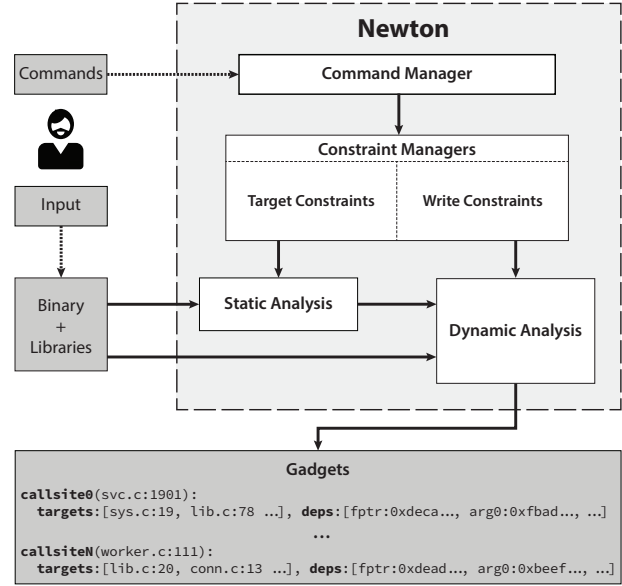 Newton
Commands
Command Manager
Constraint Managers
Target Constraints
Write Constraints
Input
Binary
+
Libraries
Static Analysis
Dynamic Analysis
Gadgets
callsite0(svc.c:1901):
targets:[sys.c:19, lib.c:78 …], deps:[fptr:0xdeca…, arg0:0xfbad…, …]
…
callsiteN(worker.c:111):
targets:[lib.c:20, conn.c:13 …], deps:[fptr:0xdead…, arg0:0xbeef…, …]